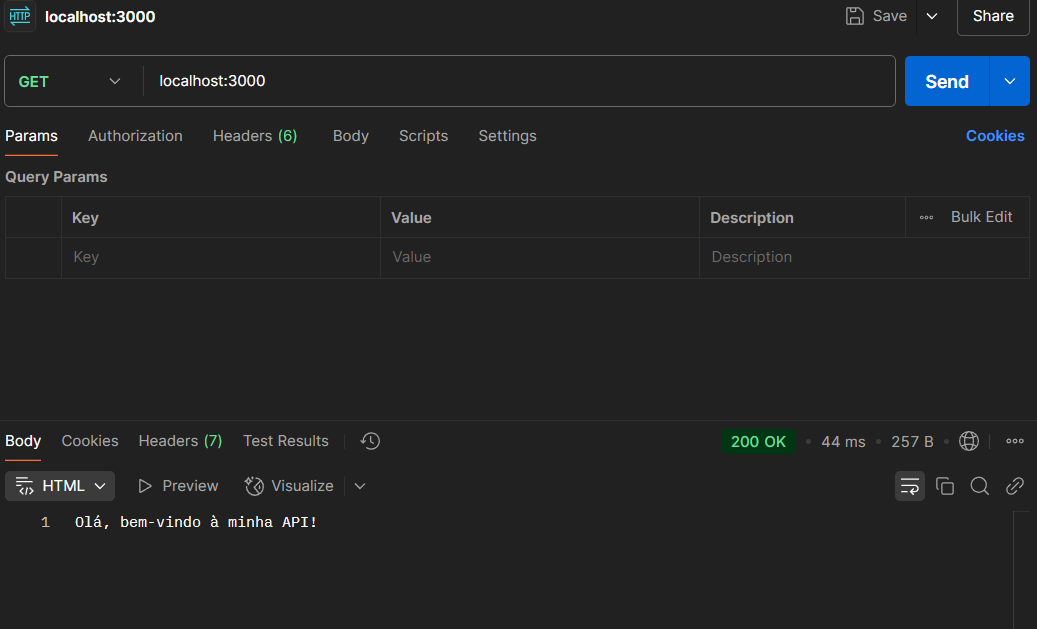 HTTP localhost:3000 Save Share
GET localhost:3000 Send
Params Authorization Headers (6) Body Scripts Settings Cookies
Query Params
Key Value Description Bulk Edit
Key Value Description
Body Cookies Headers (7) Test Results 200 OK 44 ms 257 B
HTML Preview Visualize
1 Olá, bem-vindo à minha API!